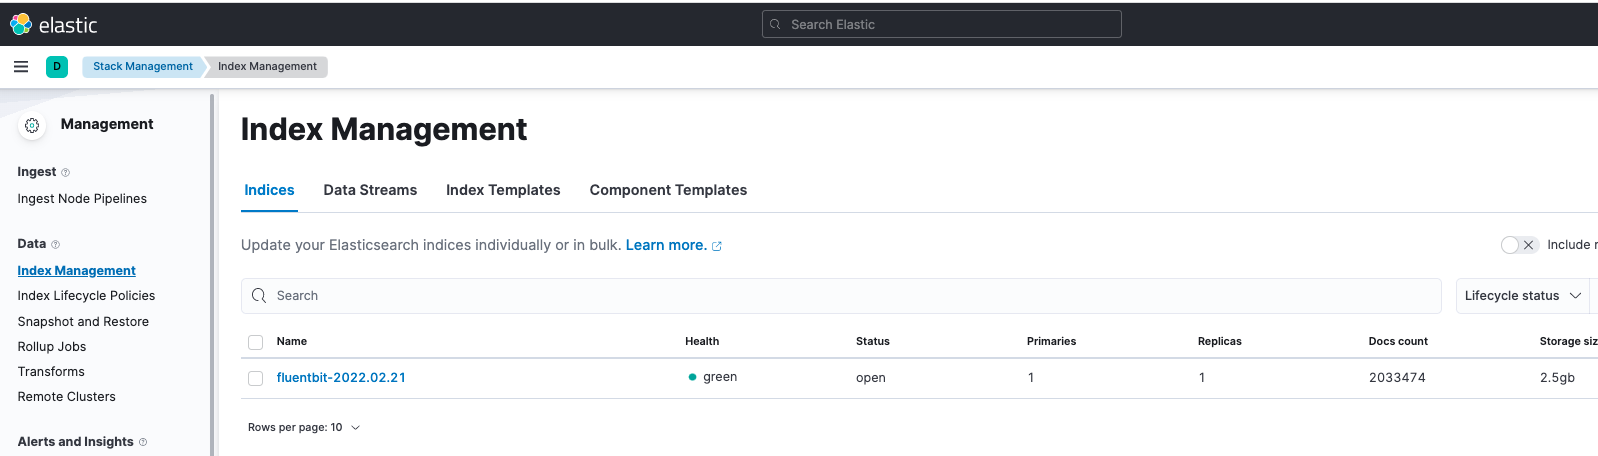 elastic
Search Elastic
D Stack Management Index Management
Management
Ingest
Ingest Node Pipelines
Data
Index Management
Index Lifecycle Policies
Snapshot and Restore
Rollup Jobs
Transforms
Remote Clusters
Alerts and Insights
Index Management
Indices Data Streams Index Templates Component Templates
Update your Elasticsearch indices individually or in bulk. Learn more.
Include r
Search
Lifecycle status
Name Health Status Primaries Replicas Docs count Storage siz
fluentbit-2022.02.21 green open 1 1 2033474 2.5gb
Rows per page: 10